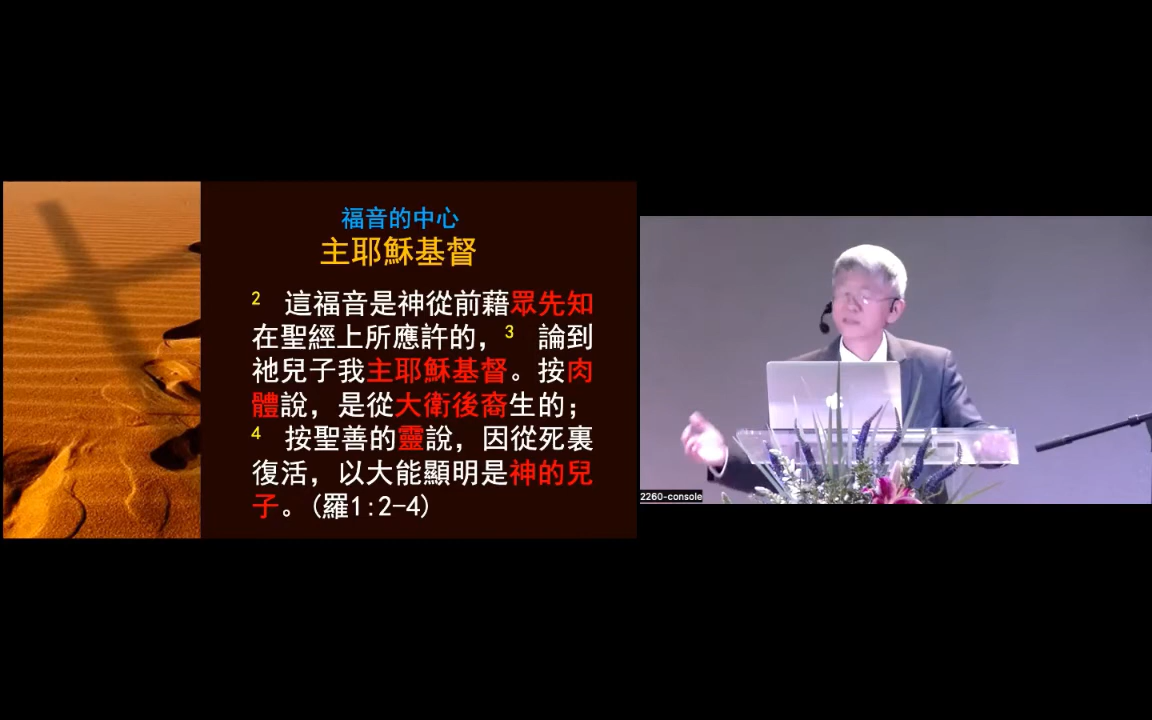 福音的中心
主耶穌基督
2 這福音是神從前藉眾先知
在聖經上所應許的，3 論到
祂兒子我主耶穌基督。按肉
體說，是從大衛後裔生的；
4 按聖善的靈說，因從死裏
復活，以大能顯明是神的兒
子。(羅1:2-4)
2260-console